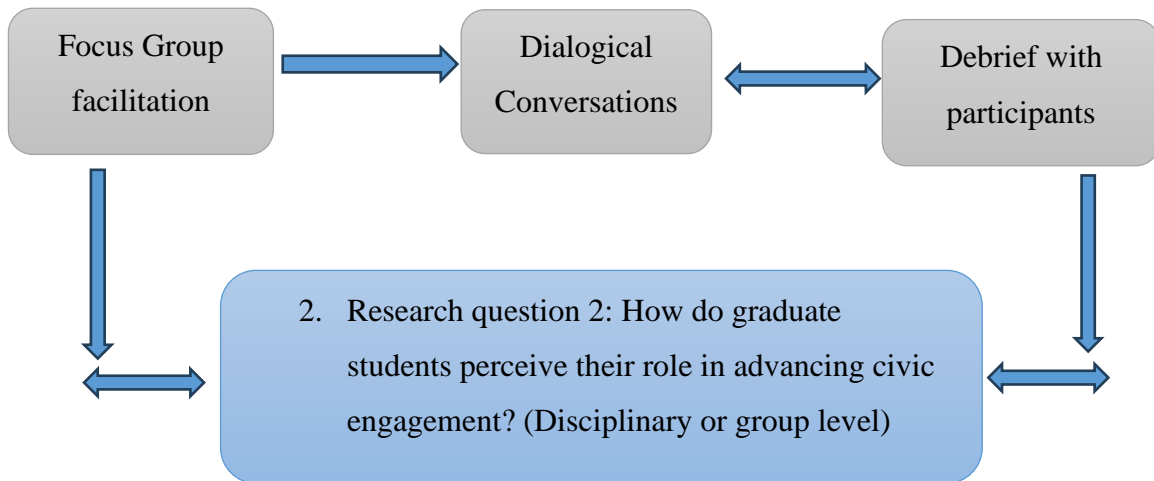 Focus Group
facilitation
Dialogical
Conversations
Debrief with
participants
2. Research question 2: How do graduate
students perceive their role in advancing civic
engagement? (Disciplinary or group level)